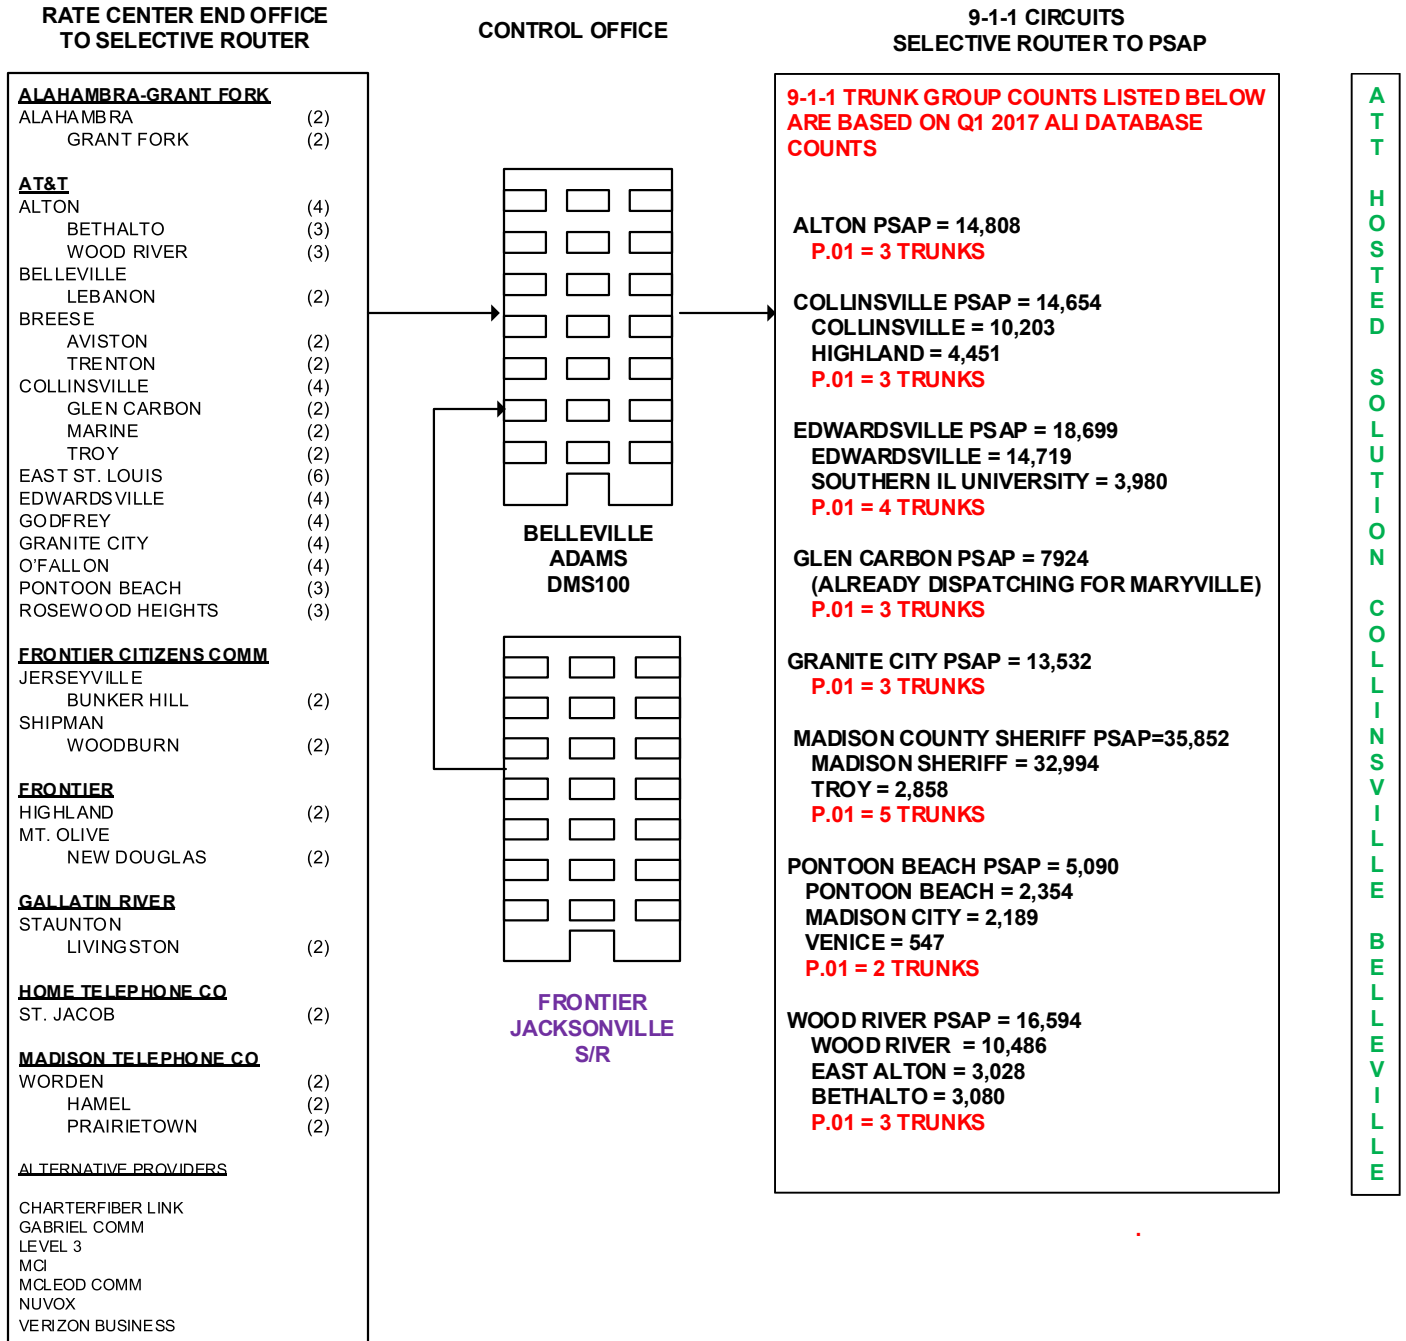 RATE CENTER END OFFICE
TO SELECTIVE ROUTER
ALAHAMBRA-GRANT FORK
ALAHAMBRA (2)
GRANT FORK (2)
AT&T
ALTON (4)
BETHALTO (3)
WOOD RIVER (3)
BELLEVILLE
LEBANON (2)
BREESE
AVISTON (2)
TRENTON (2)
COLLINSVILLE (4)
GLEN CARBON (2)
MARINE (2)
TROY (2)
EAST ST. LOUIS (6)
EDWARDSVILLE (4)
GODFREY (4)
GRANITE CITY (4)
O'FALLON (4)
PONTOON BEACH (3)
ROSEWOOD HEIGHTS (3)
FRONTIER CITIZENS COMM
JERSEYVILLE
BUNKER HILL (2)
SHIPMAN
WOODBURN (2)
FRONTIER
HIGHLAND (2)
MT. OLIVE
NEW DOUGLAS (2)
GALLATIN RIVER
STAUNTON
LIVINGSTON (2)
HOME TELEPHONE CO
ST. JACOB (2)
MADISON TELEPHONE CO
WORDEN (2)
HAMEL (2)
PRAIRIETOWN (2)
ALTERNATIVE PROVIDERS
CHARTERFIBER LINK
GABRIEL COMM
LEVEL 3
MCI
MCLEOD COMM
NUVOX
VERIZON BUSINESS
CONTROL OFFICE
BELLEVILLE
ADAMS
DMS100
FRONTIER
JACKSONVILLE
S/R
9-1-1 CIRCUITS
SELECTIVE ROUTER TO PSAP
9-1-1 TRUNK GROUP COUNTS LISTED BELOW
ARE BASED ON Q1 2017 ALI DATABASE
COUNTS
ALTON PSAP = 14,808
P.01 = 3 TRUNKS
COLLINSVILLE PSAP = 14,654
COLLINSVILLE = 10,203
HIGHLAND = 4,451
P.01 = 3 TRUNKS
EDWARDSVILLE PSAP = 18,699
EDWARDSVILLE = 14,719
SOUTHERN IL UNIVERSITY = 3,980
P.01 = 4 TRUNKS
GLEN CARBON PSAP = 7924
(ALREADY DISPATCHING FOR MARYVILLE)
P.01 = 3 TRUNKS
GRANITE CITY PSAP = 13,532
P.01 = 3 TRUNKS
MADISON COUNTY SHERIFF PSAP=35,852
MADISON SHERIFF = 32,994
TROY = 2,858
P.01 = 5 TRUNKS
PONTOON BEACH PSAP = 5,090
PONTOON BEACH = 2,354
MADISON CITY = 2,189
VENICE = 547
P.01 = 2 TRUNKS
WOOD RIVER PSAP = 16,594
WOOD RIVER = 10,486
EAST ALTON = 3,028
BETHALTO = 3,080
P.01 = 3 TRUNKS
.
ATT HOSTED SOLUTION COLLINSVILLE BELLEVILLE